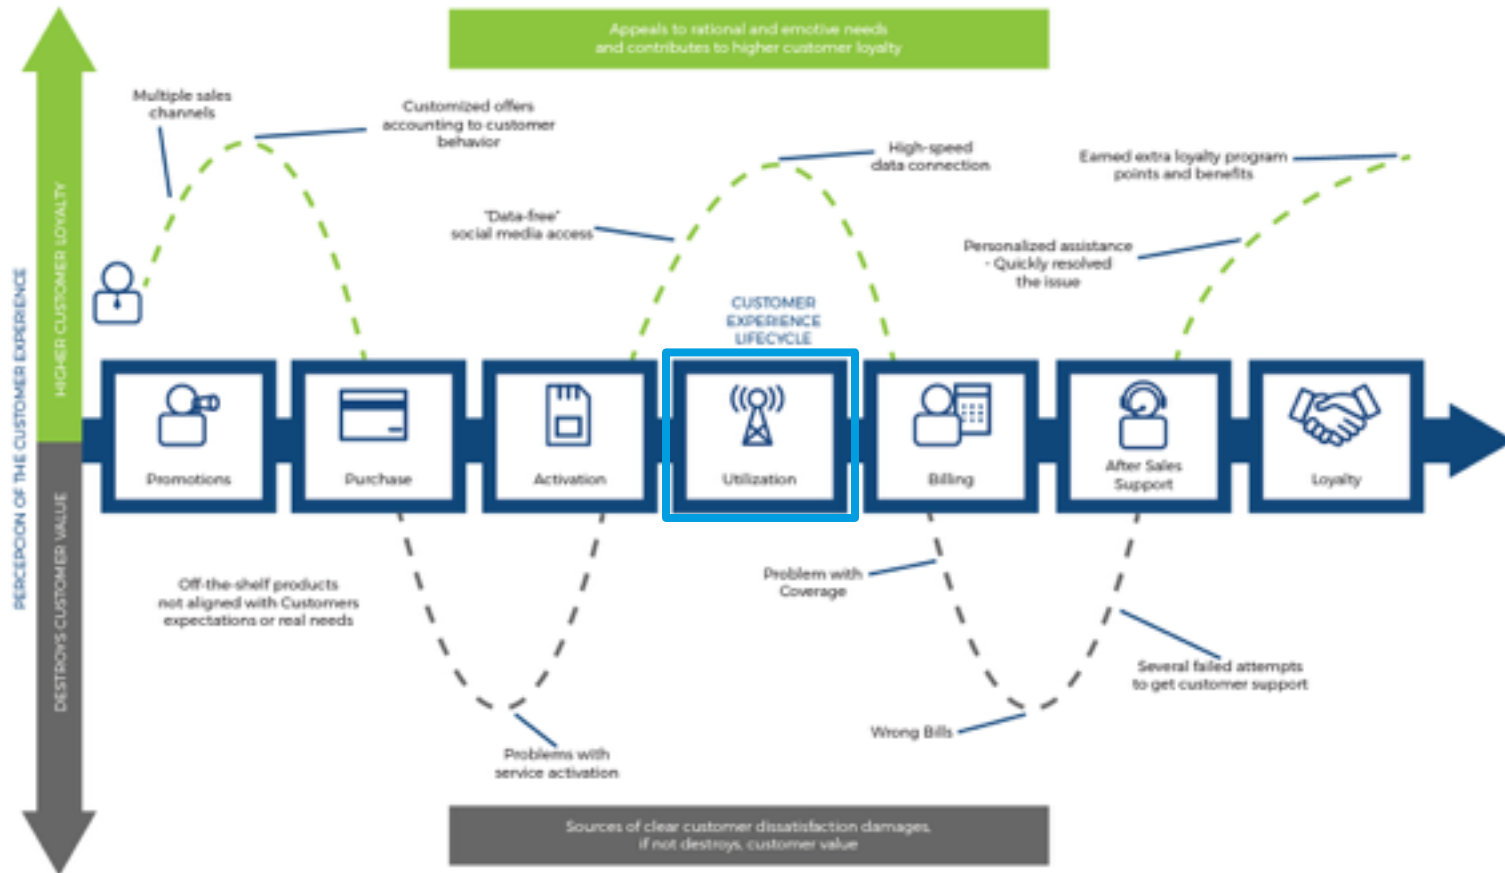 Appeals to rational and emotive needs
and contributes to higher customer loyalty
Multiple sales
channels
Customized offers
accounting to customer
behavior
High-speed
data connection
Earned extra loyalty program
points and benefits
"Data-free"
social media access
Personalized assistance
- Quickly resolved
the issue
PERCEPCION OF THE CUSTOMER EXPERIENCE
HIGHER CUSTOMER LOYALTY
DESTROYS CUSTOMER VALUE
CUSTOMER
EXPERIENCE
LIFECYCLE
Promotions
Purchase
Activation
Utilization
Billing
After Sales
Support
Loyalty
Off-the-shelf products
not aligned with Customers
expectations or real needs
Problem with
Coverage
Several failed attempts
to get customer support
Wrong Bills
Problems with
service activation
Sources of clear customer dissatisfaction damages,
if not destroys, customer value